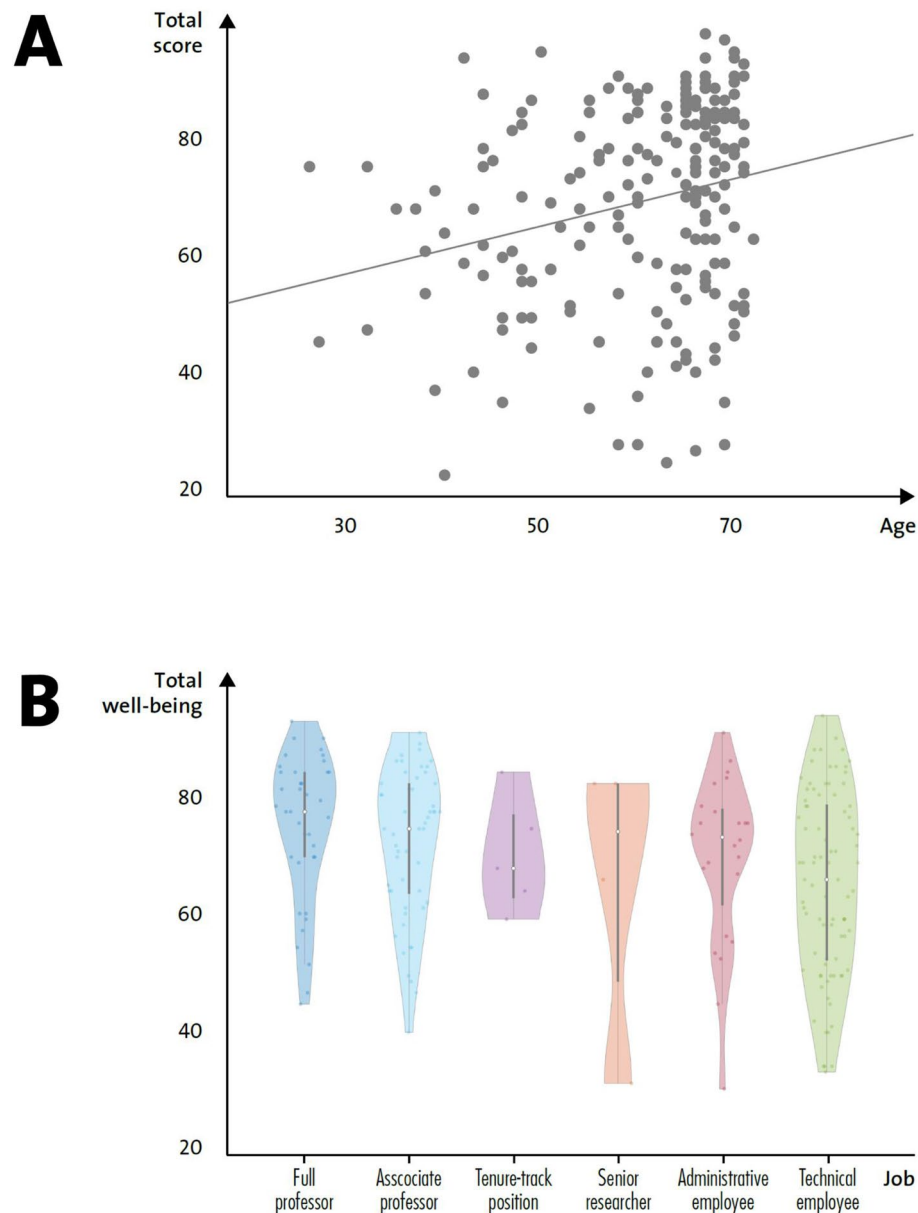 A
Total
score
80
60
40
20
30
50
70
Age
B
Total
well-being
80
60
40
20
Full
professor
Asscociate
professor
Tenure-track
position
Senior
researcher
Administrative
employee
Technical
employee
Job